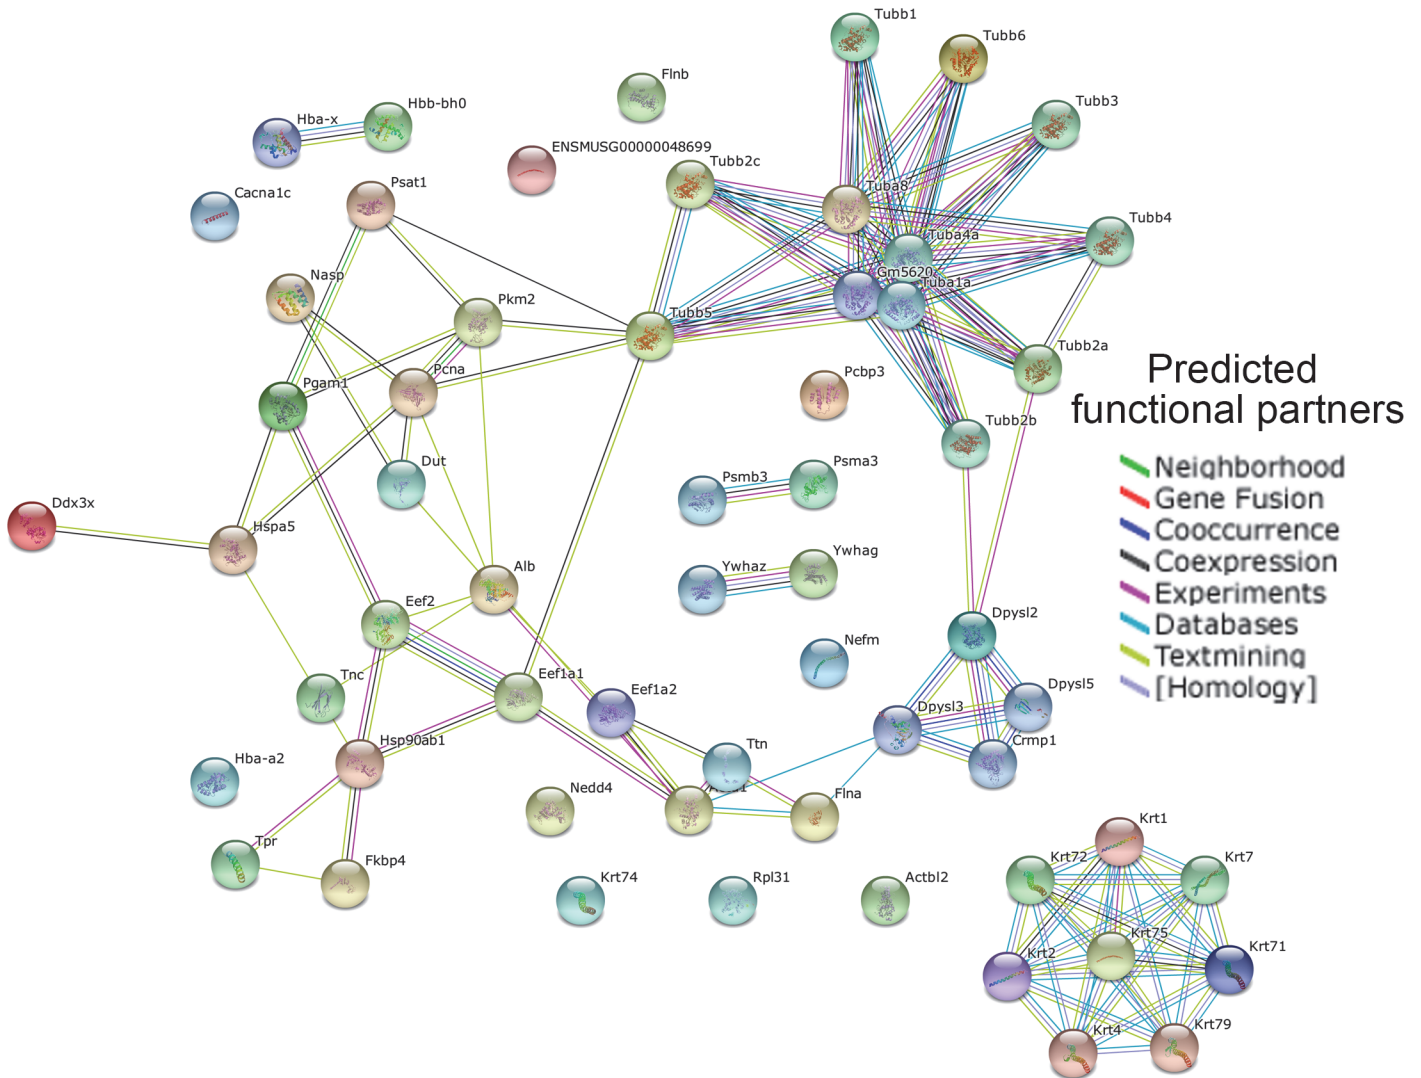 Tubb1
Tubb6
Flnb
Hbb-bh0
Hba-x
Tubb3
ENSMUSG00000048699
Tubb2c
Cacna1c
Psat1
Tuba8
Tubb4
Tuba4a
Nasp
Gm5620
Tuba1a
Pkm2
Tubb5
Tubb2a
Pcna
Pcbp3
Pgam1
Predicted
functional partners
Tubb2b
Neighborhood
Gene Fusion
Cooccurrence
Coexpression
Experiments
Databases
Textmining
[Homology]
Dut
Psmb3
Psma3
Ddx3x
Hspa5
Ywhaz
Ywhag
Alb
Eef2
Dpysl2
Nefm
Tnc
Eef1a1
Eef1a2
Dpysl5
Dpysl3
Crmp1
Hsp90ab1
Ttn
Hba-a2
Nedd4
Flna
Tpr
Fkbp4
Krt74
Rpl31
Actbl2
Krt1
Krt72
Krt7
Krt75
Krt2
Krt71
Krt4
Krt79